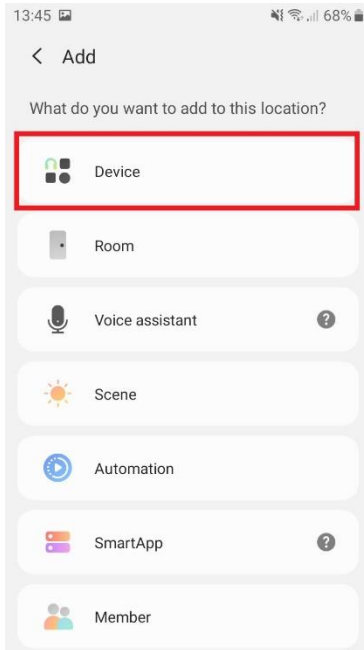 13:45 68%
Add
What do you want to add to this location?
Device
Room
Voice assistant ?
Scene
Automation
SmartApp ?
Member